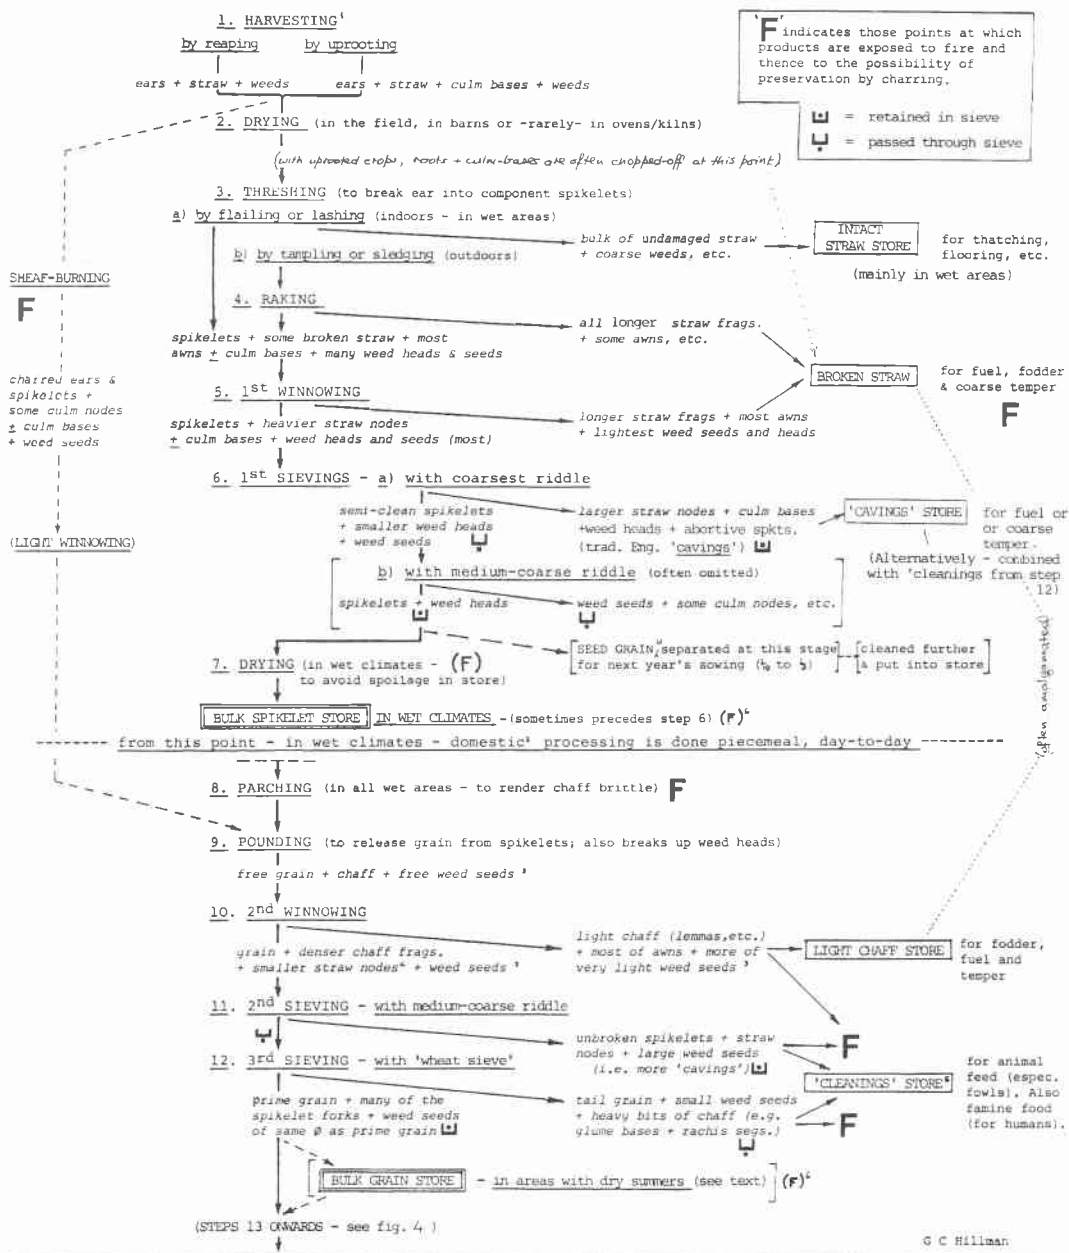 1. HARVESTING¹
by reaping by uprooting
ears + straw + weeds ears + straw + culm bases + weeds
'F' indicates those points at which
products are exposed to fire and
thence to the possibility of
preservation by charring.
= retained in sieve
= passed through sieve
2. DRYING (in the field, in barns or -rarely- in ovens/kilns)
(with uprooted crops, roots + culm-bases are often chopped-off at this point)
3. THRESHING (to break ear into component spikelets)
a) by flailing or lashing (indoors - in wet areas)
bulk of undamaged straw
+ coarse weeds, etc.
INTACT
STRAW STORE
for thatching,
flooring, etc.
(mainly in wet areas)
b) by tampling or sledging (outdoors)
SHEAF-BURNING
F
4. RAKING
all longer straw frags.
+ some awns, etc.
spikelets + some broken straw + most
awns ± culm bases + many weed heads & seeds
BROKEN STRAW
for fuel, fodder
& coarse temper
F
charred ears &
spikelets +
some culm nodes
± culm bases
+ weed seeds
5. 1st WINNOWING
spikelets + heavier straw nodes
± culm bases + weed heads and seeds (most)
longer straw frags + most awns
+ lightest weed seeds and heads
6. 1st SIEVINGS - a) with coarsest riddle
semi-clean spikelets
+ smaller weed heads
+ weed seeds
larger straw nodes + culm bases
+weed heads + abortive spkts.
(trad. Eng. 'cavings')
'CAVINGS' STORE
for fuel or
or coarse
temper.
(Alternatively - combined
with 'cleanings from step
12)
(LIGHT WINNOWING)
b) with medium-coarse riddle (often omitted)
spikelets + weed heads
weed seeds + some culm nodes, etc.
[SEED GRAIN separated at this stage
for next year's sowing
[cleaned further
& put into store]
7. DRYING (in wet climates - (F)
to avoid spoilage in store)
(often amalgamated)
BULK SPIKELET STORE IN WET CLIMATES - (sometimes precedes step 6) (F)⁶
from this point - in wet climates - domestic² processing is done piecemeal, day-to-day
8. PARCHING (in all wet areas - to render chaff brittle) F
9. POUNDING (to release grain from spikelets; also breaks up weed heads)
free grain + chaff + free weed seeds ³
10. 2nd WINNOWING
grain + denser chaff frags.
+ smaller straw nodes⁴ + weed seeds ³
light chaff (lemmas,etc.)
+ most of awns + more of
very light weed seeds ³
LIGHT CHAFF STORE
for fodder,
fuel and
temper
11. 2nd SIEVING - with medium-coarse riddle
unbroken spikelets + straw
nodes + large weed seeds
(i.e. more 'cavings')
F
12. 3rd SIEVING - with 'wheat sieve'
prime grain + many of the
spikelet forks + weed seeds
of same Ø as prime grain
tail grain + small weed seeds
+ heavy bits of chaff (e.g.
glume bases + rachis segs.)
'CLEANINGS' STORE⁵
F
for animal
feed (espec.
fowls). Also
famine food
(for humans).
[BULK GRAIN STORE - in areas with dry summers (see text)] (F)⁶
(STEPS 13 ONWARDS - see fig. 4 )
G C Hillman